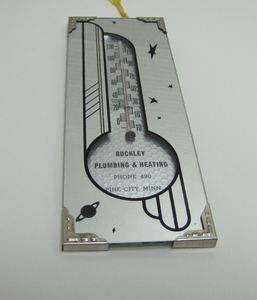 BUCKLEY
PLUMBING & HEATING
PHONE 490
PINE CITY, MINN.